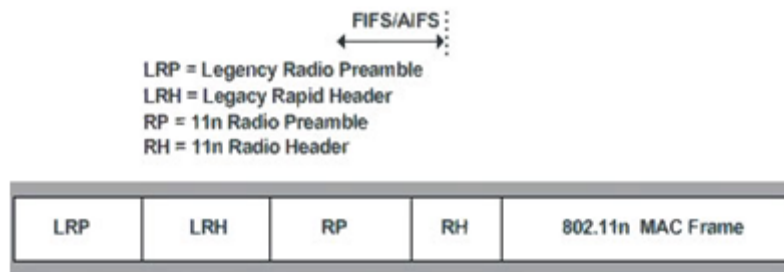 FIFS/AIFS
LRP = Legency Radio Preamble
LRH = Legacy Rapid Header
RP = 11n Radio Preamble
RH = 11n Radio Header
LRP LRH RP RH 802.11n MAC Frame